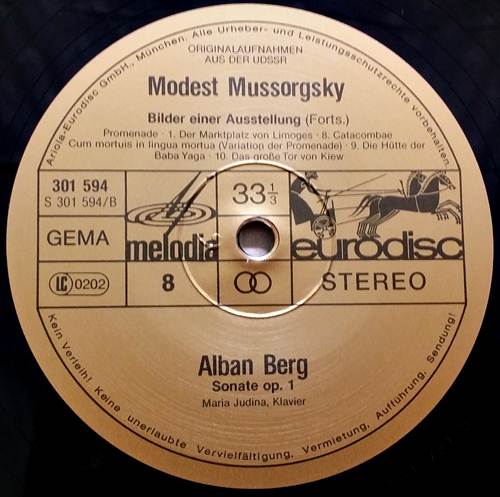 Ariola-Eurodisc GmbH., München. Alle Urheber- und Leistungsschutzrechte vorbehalten.
ORIGINALAUFNAHMEN
AUS DER UDSSR
Modest Mussorgsky
Bilder einer Ausstellung (Forts.)
Promenade · 1. Der Marktplatz von Limoges · 8. Catacombae
Cum mortuis in lingua mortua (Variation der Promenade) · 9. Die Hütte der
Baba Yaga · 10. Das große Tor von Kiew
301 594
S 301 594/B
33 1/3
GEMA
melodia
eurodisc
LC 0202
8
STEREO
Alban Berg
Sonate op. 1
Maria Judina, Klavier
Kein Verleih! Keine unerlaubte Vervielfältigung, Vermietung, Aufführung, Sendung!